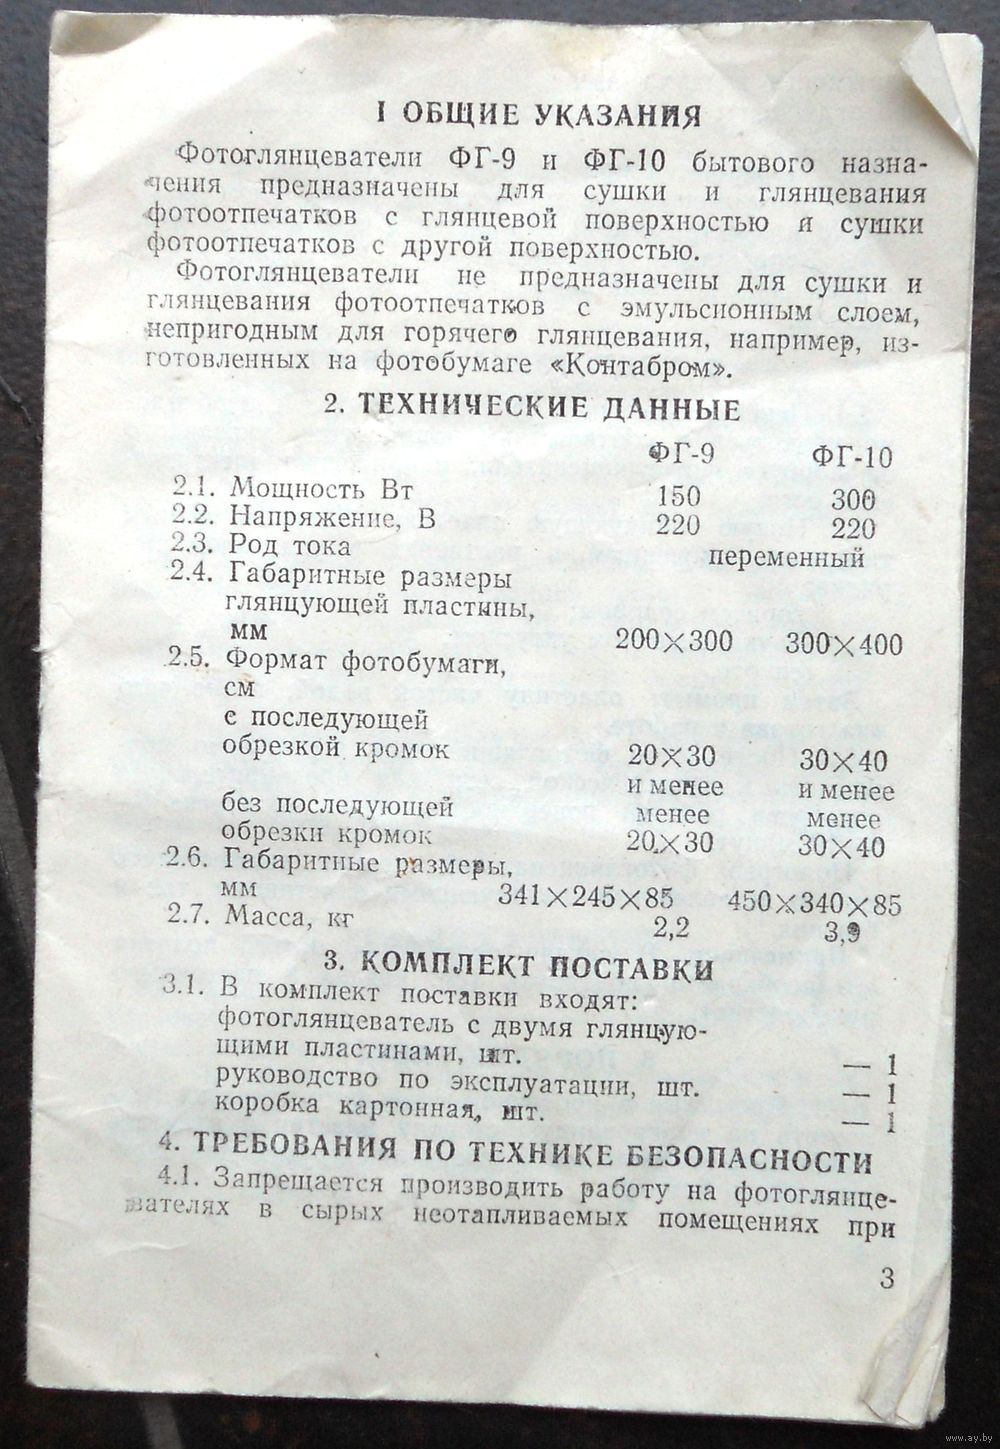 I ОБЩИЕ УКАЗАНИЯ
Фотоглянцеватели ФГ-9 и ФГ-10 бытового назна-
чения предназначены для сушки и глянцевания
фотоотпечатков с глянцевой поверхностью и сушки
фотоотпечатков с другой поверхностью.
Фотоглянцеватели не предназначены для сушки и
глянцевания фотоотпечатков с эмульсионным слоем,
непригодным для горячего глянцевания, например, из-
готовленных на фотобумаге «Контабром».
2. ТЕХНИЧЕСКИЕ ДАННЫЕ
ФГ-9 ФГ-10
2.1. Мощность Вт 150 300
2.2. Напряжение, В 220 220
2.3. Род тока переменный
2.4. Габаритные размеры
глянцующей пластины,
мм 200×300 300×400
2.5. Формат фотобумаги,
см
с последующей
обрезкой кромок 20×30 30×40
и менее и менее
без последующей менее менее
обрезки кромок 20×30 30×40
2.6. Габаритные размеры,
мм 341×245×85 450×340×85
2.7. Масса, кг 2,2 3,9
3. КОМПЛЕКТ ПОСТАВКИ
3.1. В комплект поставки входят:
фотоглянцеватель с двумя глянцую-
щими пластинами, шт. — 1
руководство по эксплуатации, шт. — 1
коробка картонная, шт. — 1
4. ТРЕБОВАНИЯ ПО ТЕХНИКЕ БЕЗОПАСНОСТИ
4.1. Запрещается производить работу на фотоглянце-
вателях в сырых неотапливаемых помещениях при
3
www.ay.by